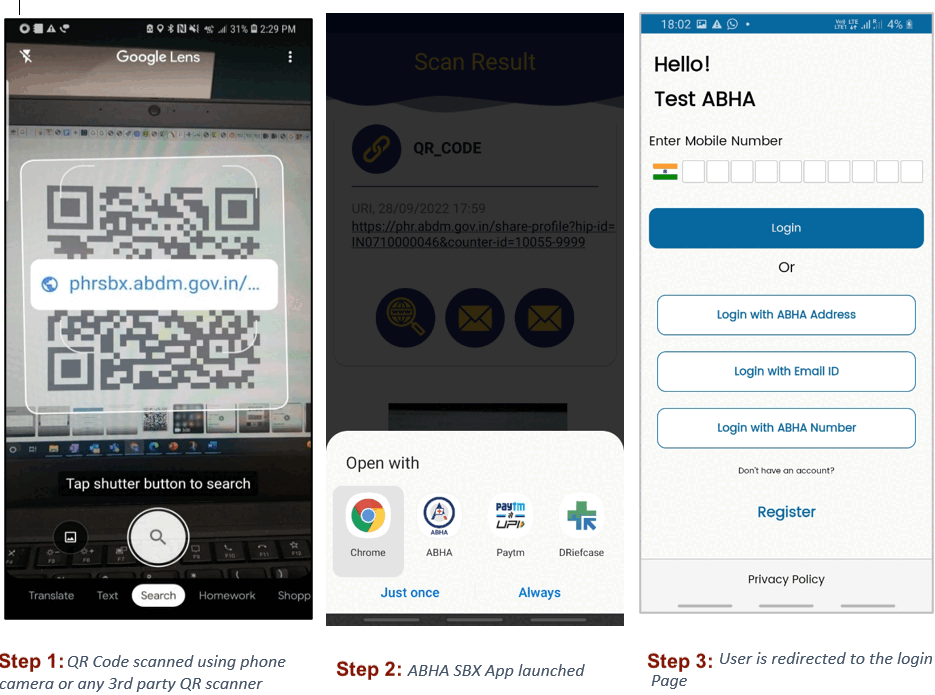 31% 2:29 PM
Google Lens
phrsbx.abdm.gov.in/...
Tap shutter button to search
Translate Text Search Homework Shopp
Step 1: QR Code scanned using phone
camera or any 3rd party QR scanner
Scan Result
QR_CODE
URI, 28/09/2022 17:59
https://phr.abdm.gov.in/share-profile?hip-id=
IN0710000046&counter-id=10055-9999
Open with
Chrome ABHA Paytm DRiefcase
Just once Always
Step 2: ABHA SBX App launched
18:02 4%
Hello!
Test ABHA
Enter Mobile Number
Login
Or
Login with ABHA Address
Login with Email ID
Login with ABHA Number
Don't have an account?
Register
Privacy Policy
Step 3: User is redirected to the login
Page